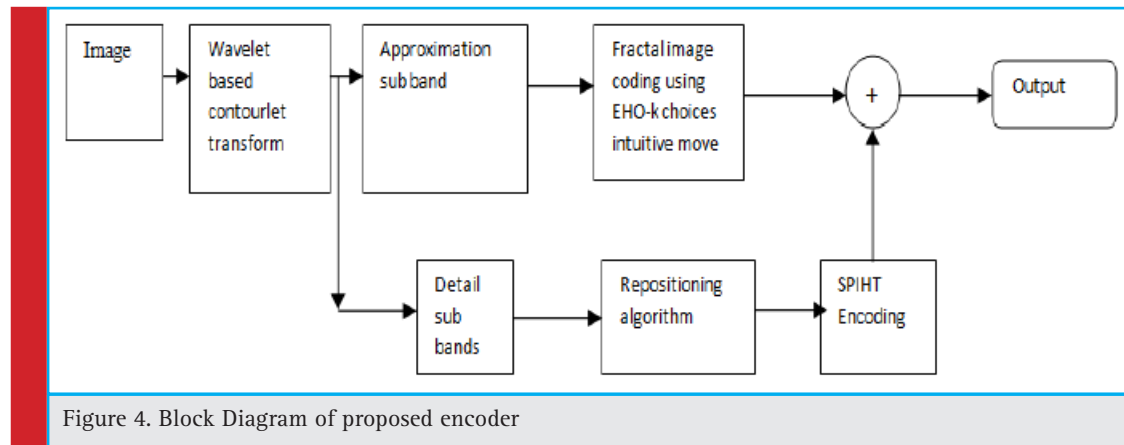 Image
Wavelet
based
contourlet
transform
Approximation
sub band
Fractal image
coding using
EHO-k choices
intuitive move
+
Output
Detail
sub
bands
Repositioning
algorithm
SPIHT
Encoding
Figure 4. Block Diagram of proposed encoder